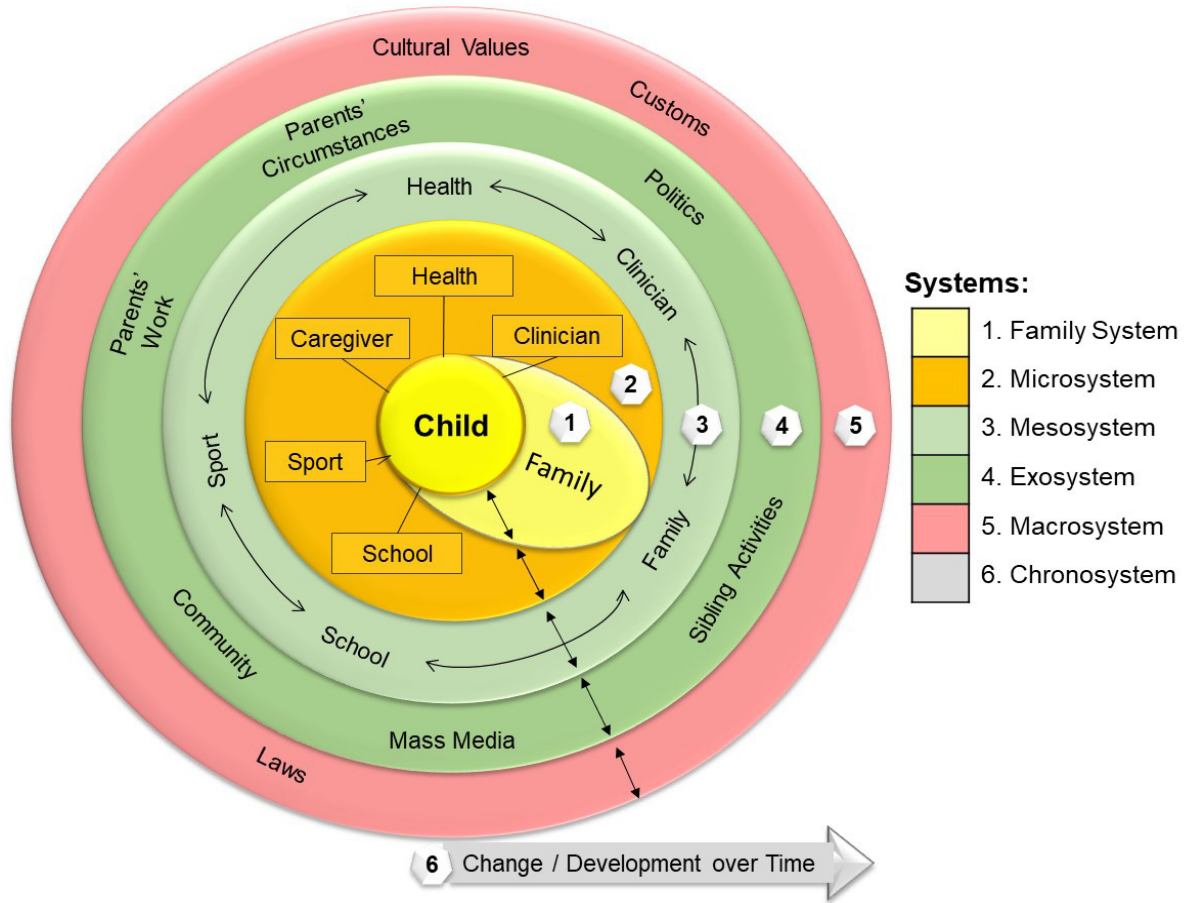 Cultural Values
Customs
Parents'
Circumstances
Politics
Health
Clinician
Parents'
Work
Health
Caregiver
Clinician
2
1
3
4
5
Child
Sport
Sport
Family
School
Family
Sibling Activities
School
Community
Mass Media
Laws
6 Change / Development over Time
Systems:
1. Family System
2. Microsystem
3. Mesosystem
4. Exosystem
5. Macrosystem
6. Chronosystem